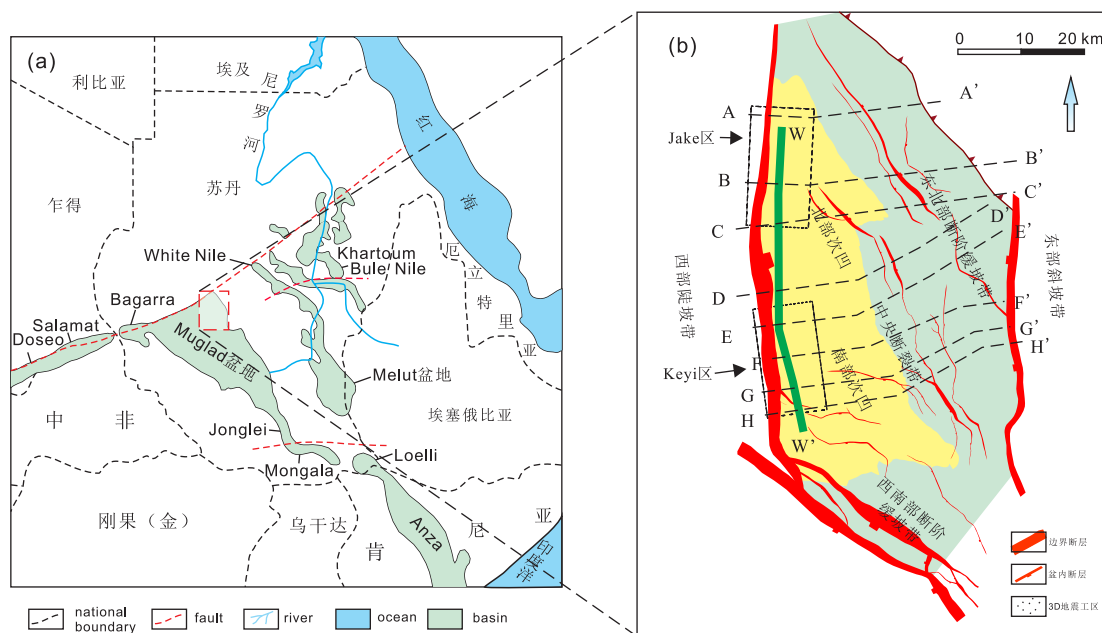 (a)
埃及
利比亚
尼
罗
河
红
海
苏丹
乍得
厄
立
特
里
亚
White Nile
Khartoum
Bule Nile
Bagarra
Salamat
Doseo
Muglad盆地
Melut盆地
中 非
埃塞俄比亚
Jonglei
Mongala
Loelli
刚果（金）
乌干达
肯
尼
亚
Anza
印度洋
national
boundary
fault
river
ocean
basin
(b)
0 10 20 km
A
A'
Jake区
W
B
B'
C
C'
D'
E'
东北部断阶缓坡带
北部次凹
西部陡坡带
东部斜坡带
D
E
F'
G'
H'
中央断裂带
F
Keyi区
南部次凹
G
H
W'
西南部断阶
缓坡带
边界断层
盆内断层
3D地震工区